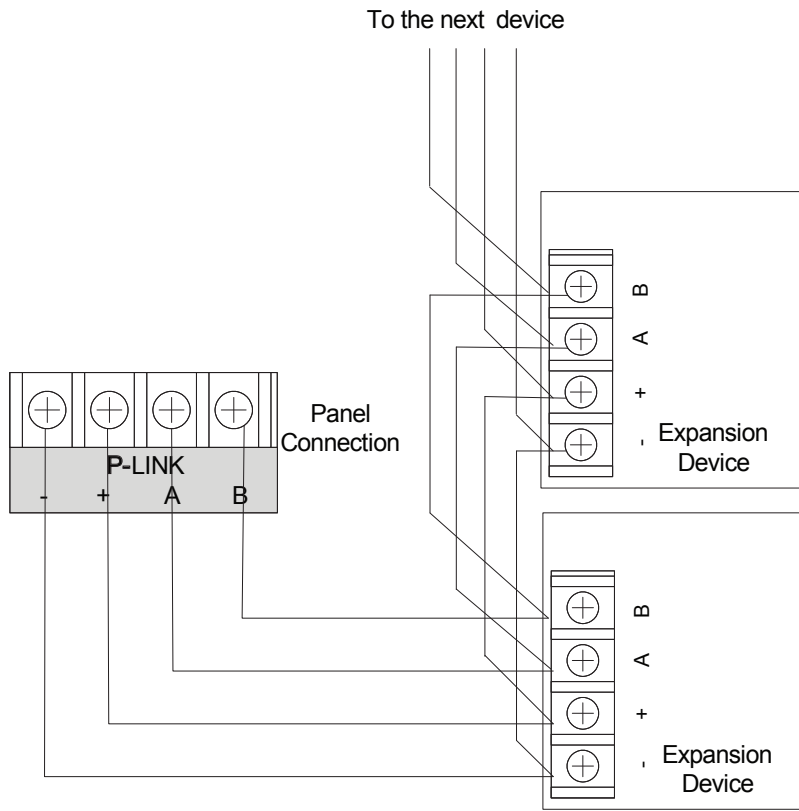 To the next device
B
A
+
-
Expansion
Device
Panel
Connection
P-LINK
- + A B
B
A
+
-
Expansion
Device